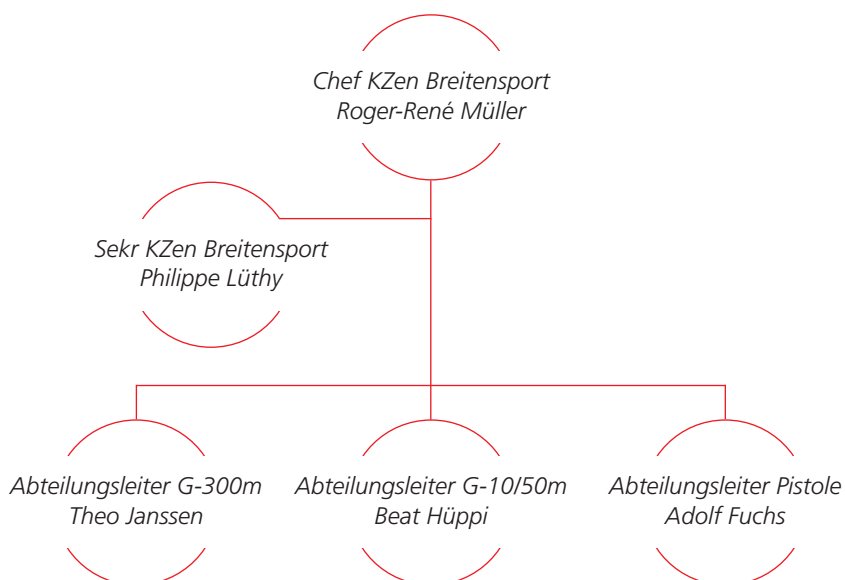 Chef KZen Breitensport
Roger-René Müller
Sekr KZen Breitensport
Philippe Lüthy
Abteilungsleiter G-300m
Theo Janssen
Abteilungsleiter G-10/50m
Beat Hüppi
Abteilungsleiter Pistole
Adolf Fuchs